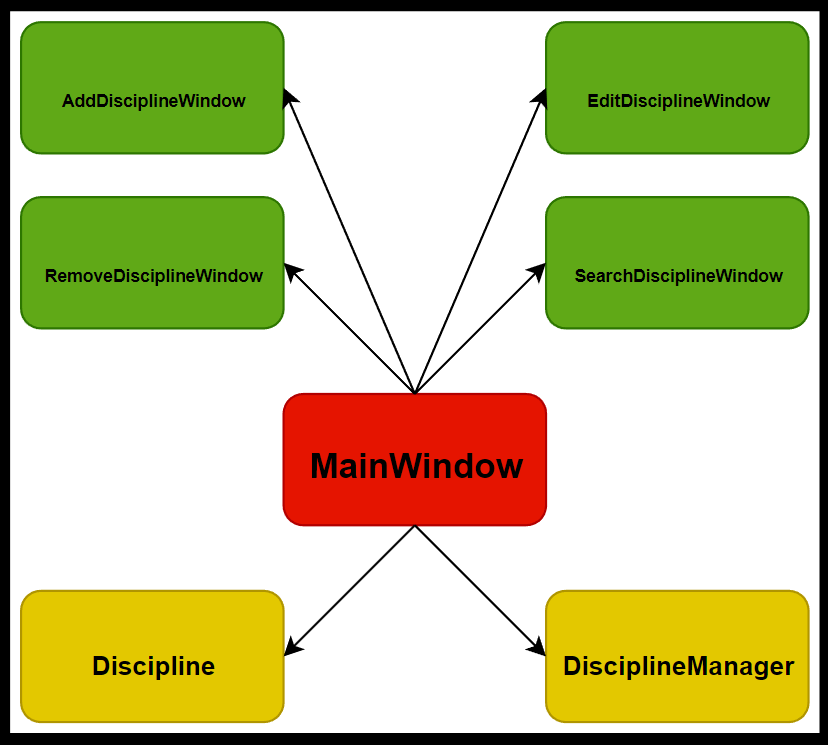 AddDisciplineWindow
EditDisciplineWindow
RemoveDisciplineWindow
SearchDisciplineWindow
MainWindow
Discipline
DisciplineManager